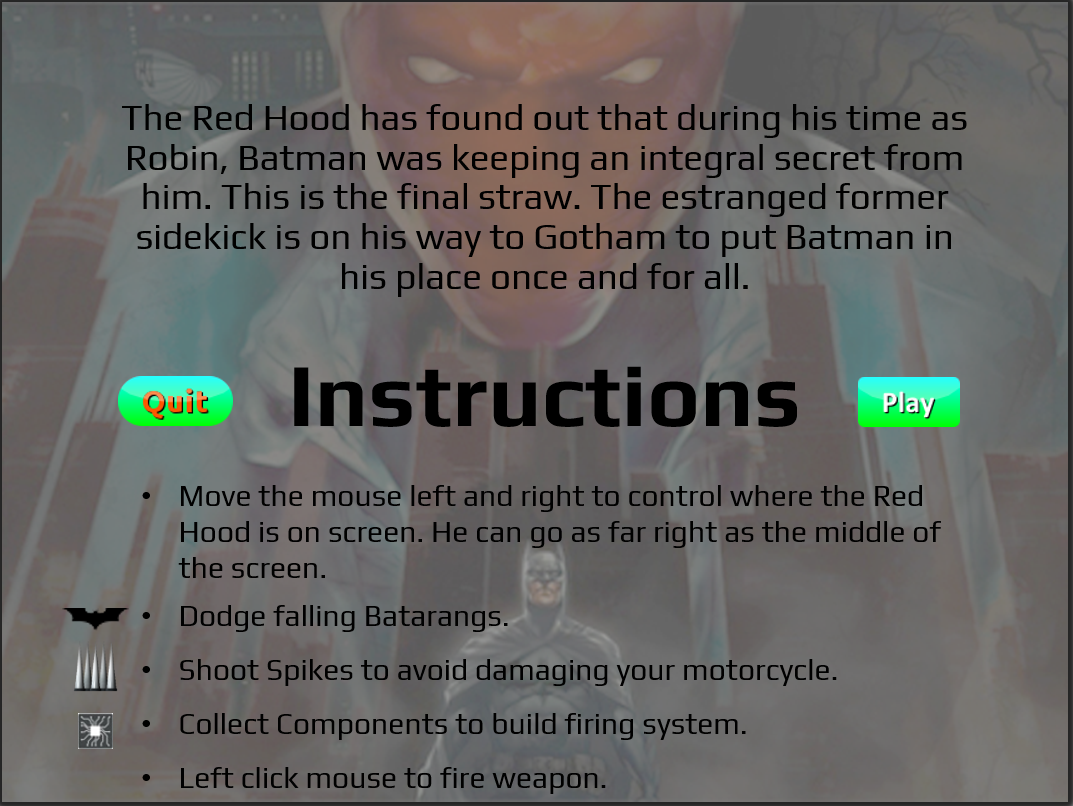 The Red Hood has found out that during his time as
Robin, Batman was keeping an integral secret from
him. This is the final straw. The estranged former
sidekick is on his way to Gotham to put Batman in
his place once and for all.
Quit
Instructions
Play
• Move the mouse left and right to control where the Red
Hood is on screen. He can go as far right as the middle of
the screen.
• Dodge falling Batarangs.
• Shoot Spikes to avoid damaging your motorcycle.
• Collect Components to build firing system.
• Left click mouse to fire weapon.